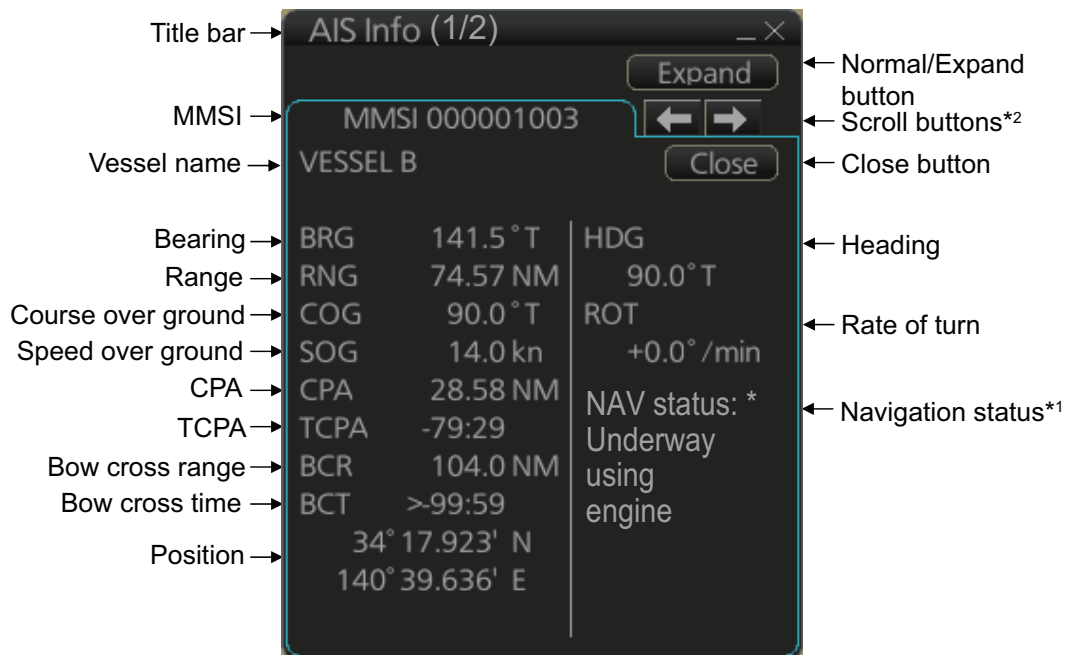 Title bar
AIS Info (1/2)
Expand
Normal/Expand
button
MMSI
MMSI 000001003
Scroll buttons*2
Vessel name
VESSEL B
Close
Close button
Bearing
BRG 141.5°T
HDG
Heading
Range
RNG 74.57 NM
90.0°T
Course over ground
COG 90.0°T
ROT
Rate of turn
Speed over ground
SOG 14.0 kn
+0.0°/min
CPA
CPA 28.58 NM
NAV status: *
Navigation status*1
TCPA
TCPA -79:29
Underway
Bow cross range
BCR 104.0 NM
using
Bow cross time
BCT >-99:59
engine
Position
34°17.923' N
140°39.636' E